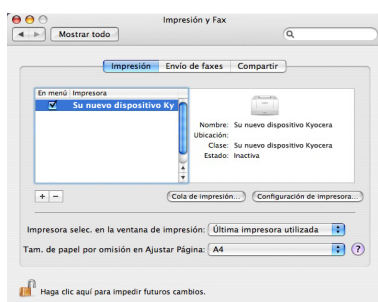 Impresión y Fax
Mostrar todo
Impresión Envío de faxes Compartir
En menú Impresora
Su nuevo dispositivo Ky
Nombre: Su nuevo dispositivo Kyocera
Ubicación:
Clase: Su nuevo dispositivo Kyocera
Estado: Inactiva
+ −
Cola de impresión... Configuración de impresora...
Impresora selec. en la ventana de impresión: Última impresora utilizada
Tam. de papel por omisión en Ajustar Página: A4 ?
Haga clic aquí para impedir futuros cambios.